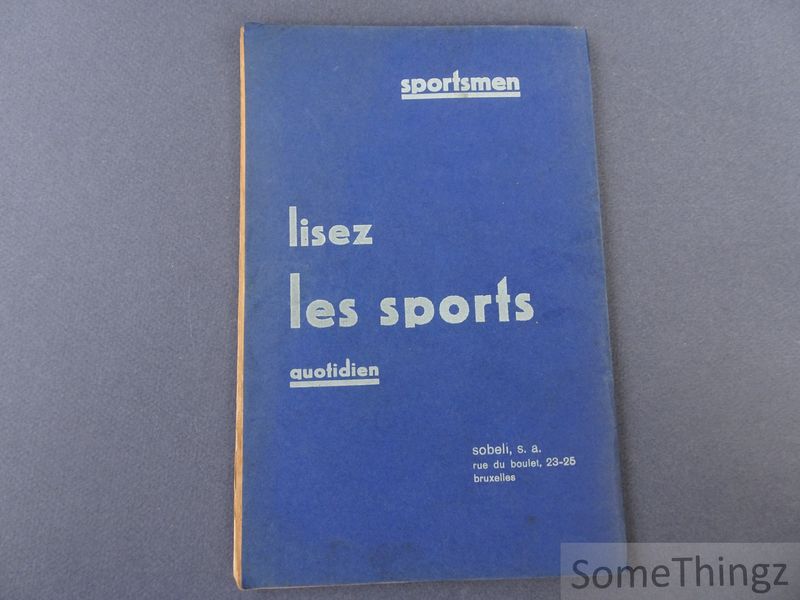 sportsmen
lisez
les sports
quotidien
sobeli, s. a.
rue du boulet, 23-25
bruxelles
SomeThingz